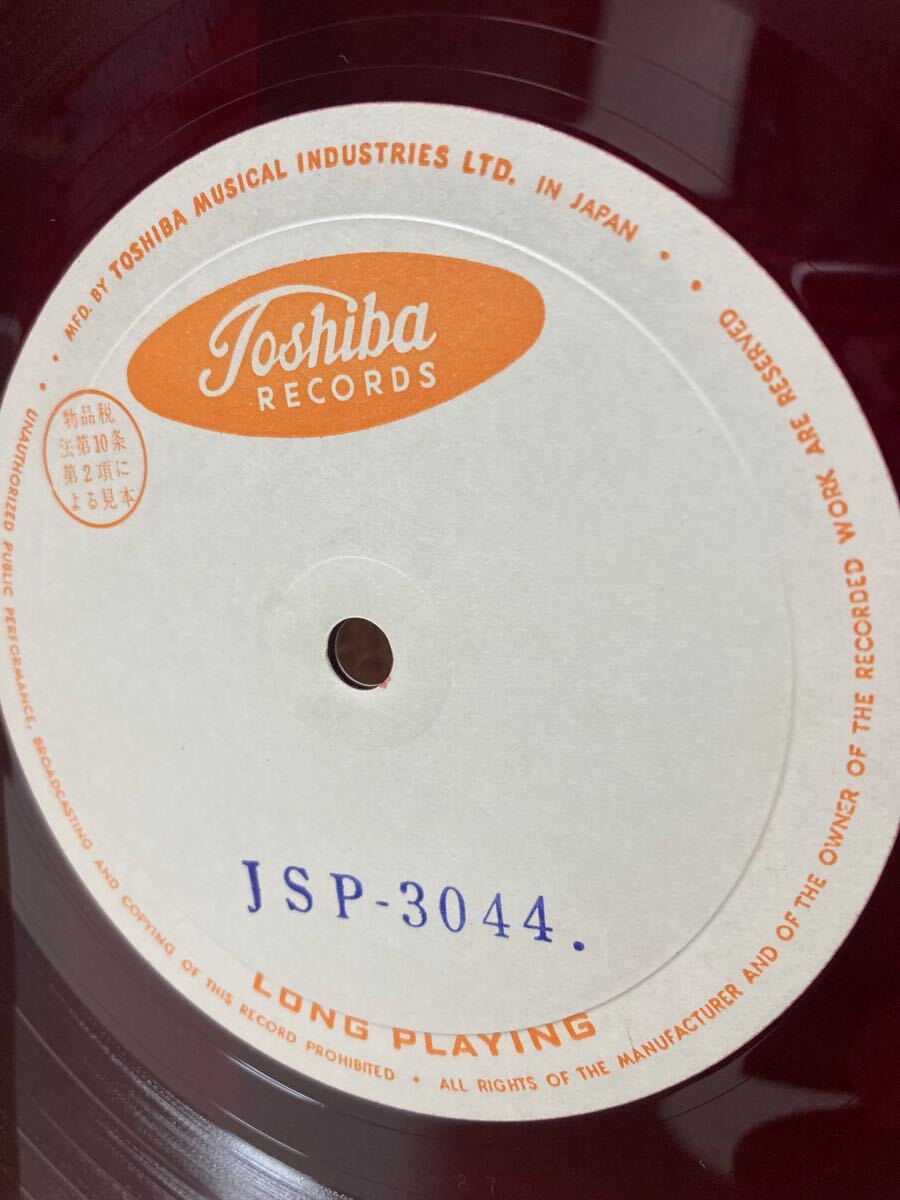 MFD. BY TOSHIBA MUSICAL INDUSTRIES LTD. IN JAPAN
Toshiba
RECORDS
物品税
法第10条
第2項に
よる見本
JSP-3044.
LONG PLAYING
UNAUTHORIZED PUBLIC PERFORMANCE, BROADCASTING AND COPYING OF THIS RECORD PROHIBITED • ALL RIGHTS OF THE MANUFACTURER AND OF THE OWNER OF THE RECORDED WORK ARE RESERVED